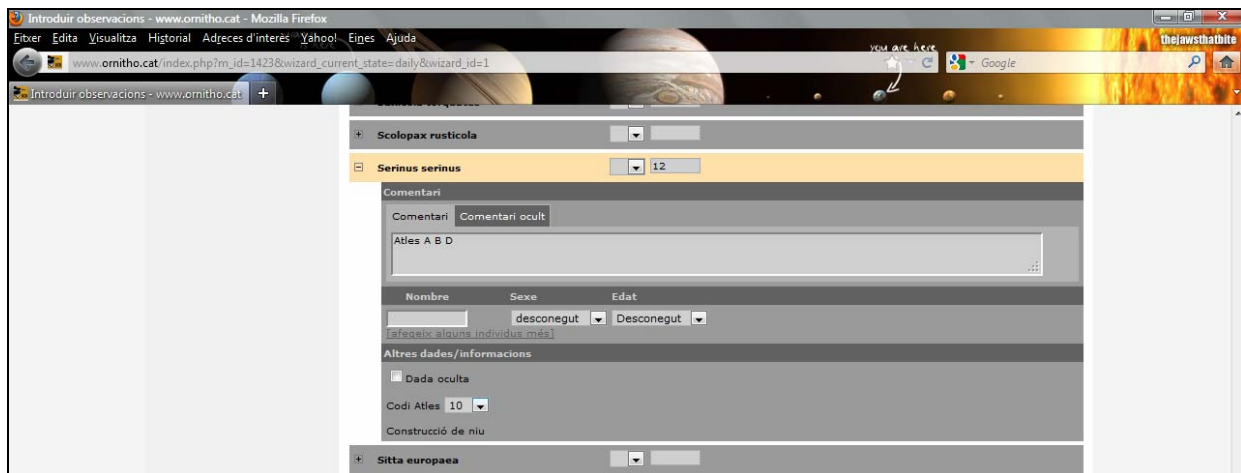 Introduir observacions - www.ornitho.cat - Mozilla Firefox
Fitxer Edita Visualitza Historial Adreces d'interès Yahoo! Eines Ajuda
you are here
thejawsthatbite
www.ornitho.cat/index.php?m_id=1423&wizard_current_state=daily&wizard_id=1
Google
Introduir observacions - www.ornitho.cat +
Scolopax rusticola
Serinus serinus 12
Comentari
Comentari Comentari ocult
Atles A B D
Nombre Sexe Edat
desconegut Desconegut
[afegeix alguns individus més]
Altres dades/informacions
Dada oculta
Codi Atles 10
Construcció de niu
Sitta europaea